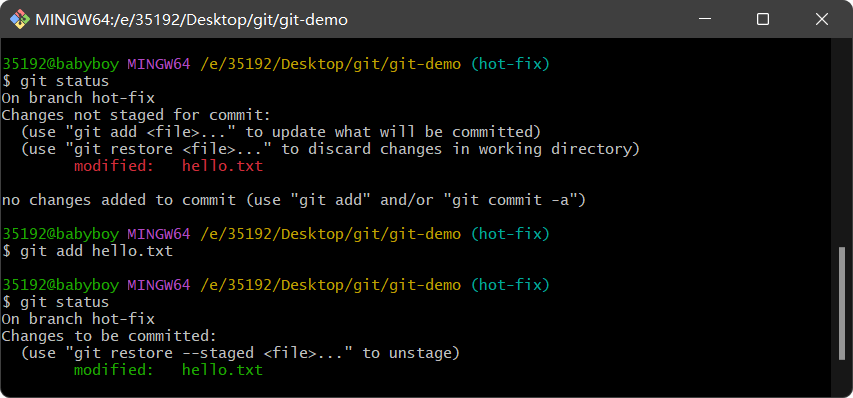 MINGW64:/e/35192/Desktop/git/git-demo
35192@babyboy MINGW64 /e/35192/Desktop/git/git-demo (hot-fix)
$ git status
On branch hot-fix
Changes not staged for commit:
  (use "git add <file>..." to update what will be committed)
  (use "git restore <file>..." to discard changes in working directory)
        modified:   hello.txt
no changes added to commit (use "git add" and/or "git commit -a")
35192@babyboy MINGW64 /e/35192/Desktop/git/git-demo (hot-fix)
$ git add hello.txt
35192@babyboy MINGW64 /e/35192/Desktop/git/git-demo (hot-fix)
$ git status
On branch hot-fix
Changes to be committed:
  (use "git restore --staged <file>..." to unstage)
        modified:   hello.txt